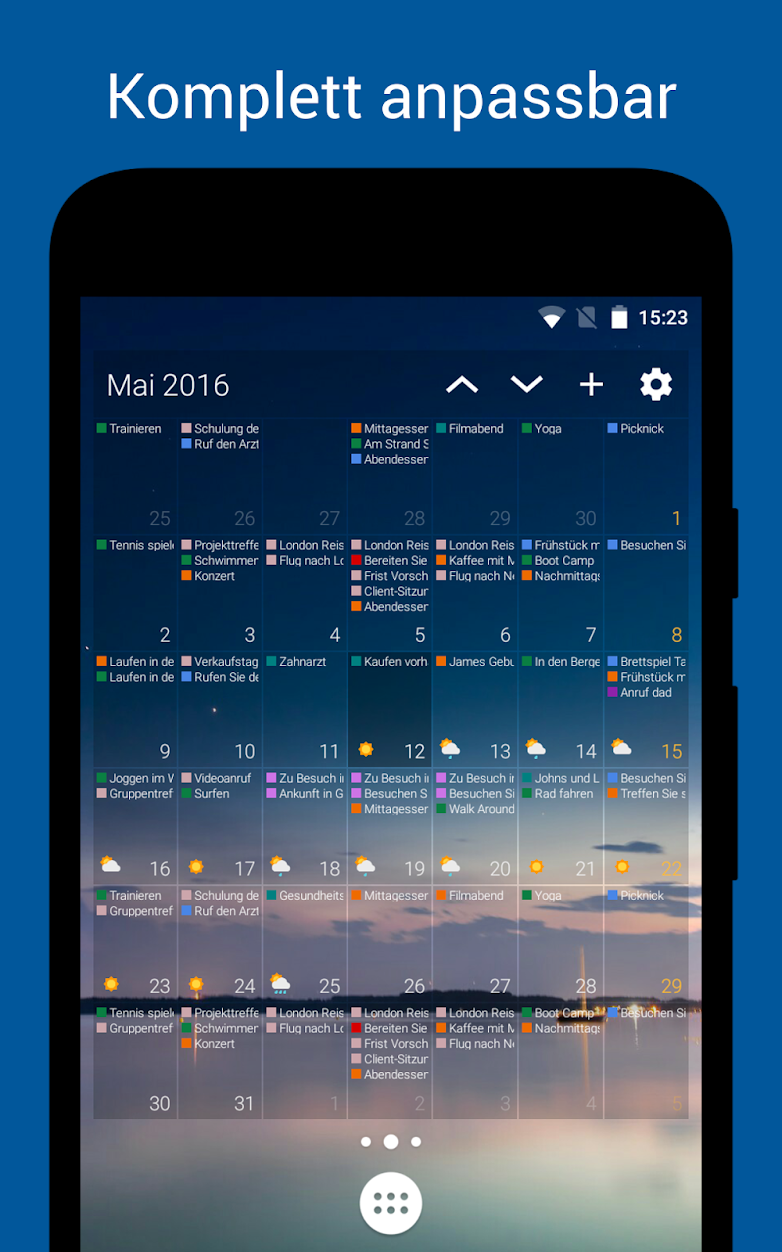 Komplett anpassbar
15:23
Mai 2016
Trainieren Schulung de Mittagesser Filmabend Yoga Picknick
Ruf den Arzt Am Strand S
Abendesser
25 26 27 28 29 30 1
Tennis spiele Projekttreffe London Reis London Reis London Reis Frühstück m Besuchen Si
Schwimmer Flug nach Lo Bereiten Sie Kaffee mit M Boot Camp
Konzert Frist Vorsch Flug nach Ne Nachmittags
Client-Sitzur
Abendesser
2 3 4 5 6 7 8
Laufen in de Verkaufstag Zahnarzt Kaufen vorh James Gebu In den Berge Brettspiel Ta
Laufen in de Rufen Sie de Frühstück m
Anruf dad
9 10 11 12 13 14 15
Joggen im W Videoanruf Zu Besuch i Zu Besuch i Zu Besuch i Johns und L Besuchen Si
Gruppentref Surfen Ankunft in G Besuchen S Besuchen Si Rad fahren Treffen Sie s
Mittagesser Walk Around
16 17 18 19 20 21 22
Trainieren Schulung de Gesundheits Mittagesser Filmabend Yoga Picknick
Gruppentref Ruf den Arzt
23 24 25 26 27 28 29
Tennis spiele Projekttreffe London Reis London Reis London Reis Boot Camp Besuchen Si
Gruppentref Schwimmer Flug nach Lo Bereiten Sie Kaffee mit M Nachmittags
Konzert Frist Vorsch Flug nach Ne
Client-Sitzur
Abendesser
30 31 1 2 3 4 5